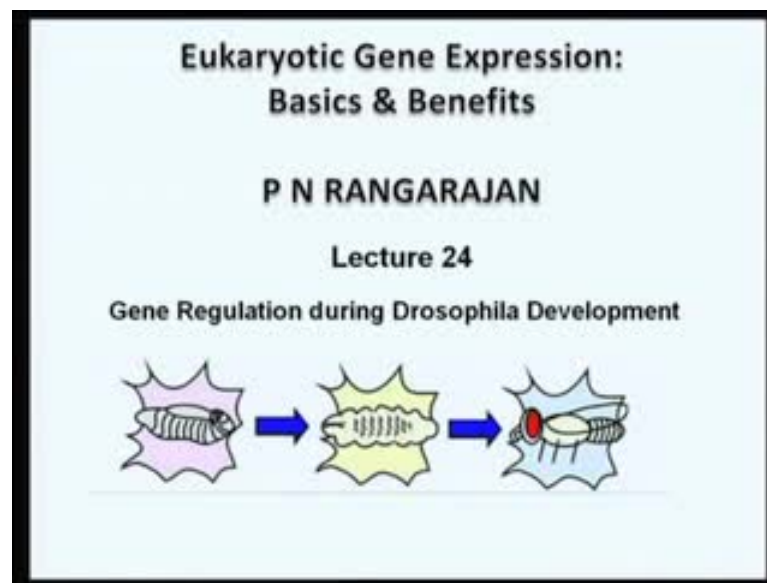 Eukaryotic Gene Expression:
Basics & Benefits
P N RANGARAJAN
Lecture 24
Gene Regulation during Drosophila Development